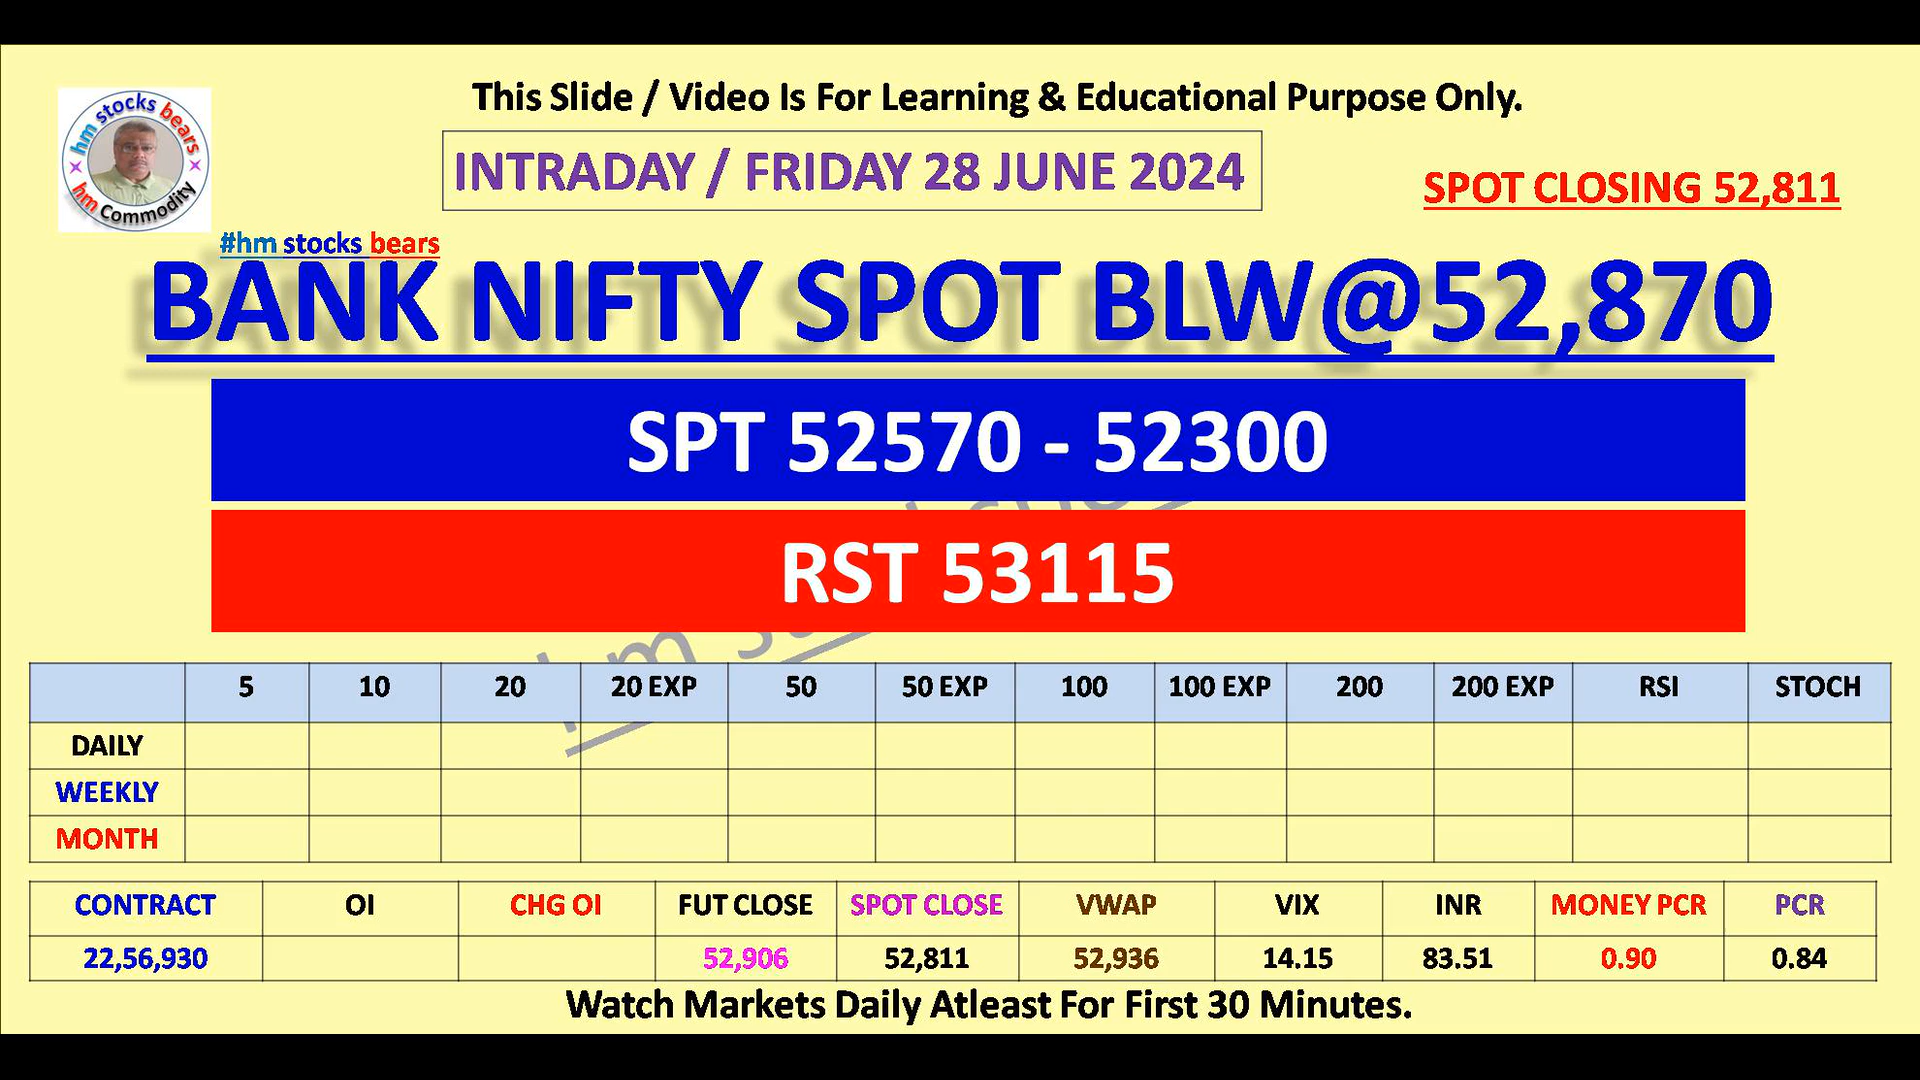 This Slide / Video Is For Learning & Educational Purpose Only.
hm stocks bears
hm Commodity
INTRADAY / FRIDAY 28 JUNE 2024
SPOT CLOSING 52,811
#hm stocks bears
BANK NIFTY SPOT BLW@52,870
SPT 52570 - 52300
RST 53115
5 10 20 20 EXP 50 50 EXP 100 100 EXP 200 200 EXP RSI STOCH
DAILY
WEEKLY
MONTH
CONTRACT OI CHG OI FUT CLOSE SPOT CLOSE VWAP VIX INR MONEY PCR PCR
22,56,930 52,906 52,811 52,936 14.15 83.51 0.90 0.84
Watch Markets Daily Atleast For First 30 Minutes.